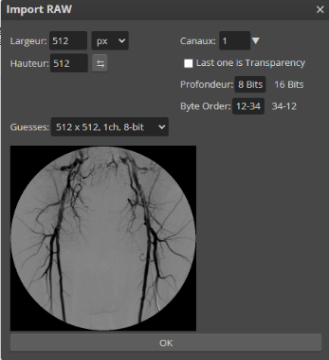 Import RAW ×
Largeur: 512 px Canaux: 1
Hauteur: 512 Last one is Transparency
Profondeur: 8 Bits 16 Bits
Byte Order: 12-34 34-12
Guesses: 512 x 512, 1ch, 8-bit
OK